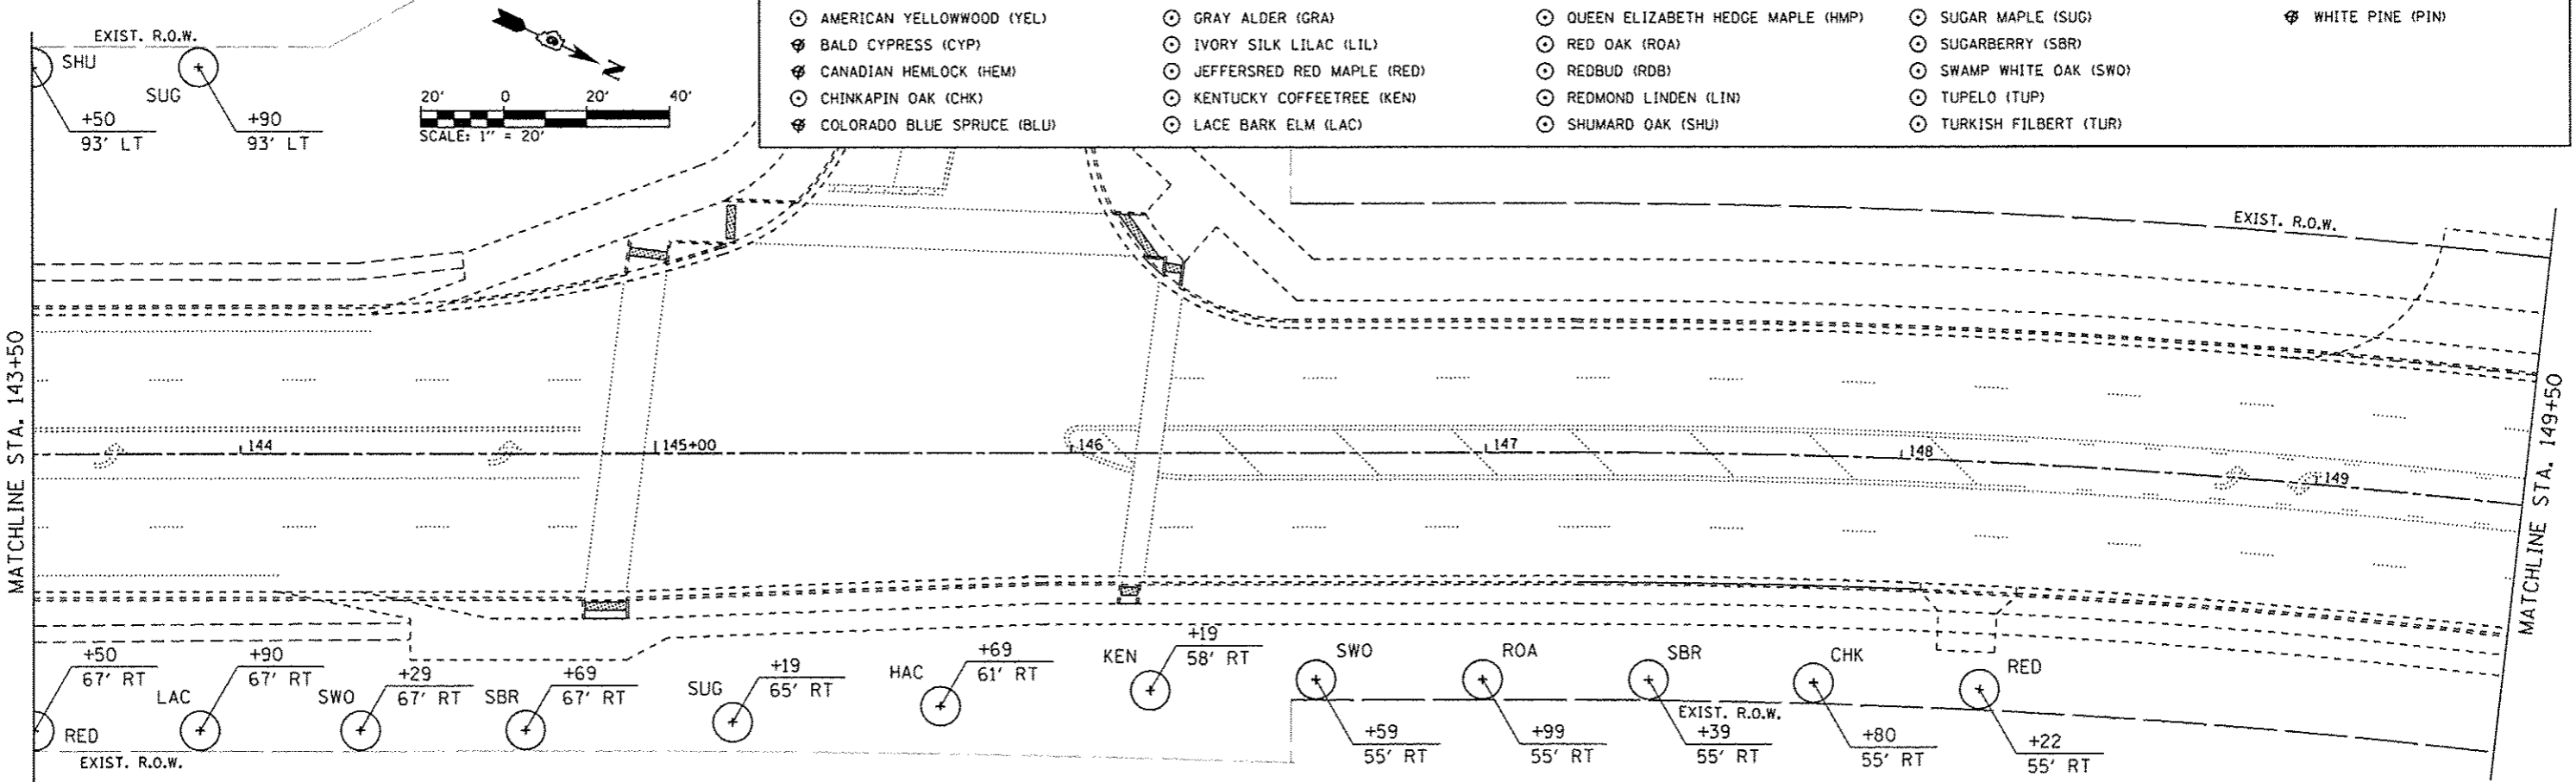 AMERICAN YELLOWWOOD (YEL)
BALD CYPRESS (CYP)
CANADIAN HEMLOCK (HEM)
CHINKAPIN OAK (CHK)
COLORADO BLUE SPRUCE (BLU)
GRAY ALDER (GRA)
IVORY SILK LILAC (LIL)
JEFFERSRED RED MAPLE (RED)
KENTUCKY COFFEETREE (KEN)
LACE BARK ELM (LAC)
QUEEN ELIZABETH HEDGE MAPLE (HMP)
RED OAK (ROA)
REDBUD (RDB)
REDMOND LINDEN (LIN)
SHUMARD OAK (SHU)
SUGAR MAPLE (SUG)
SUGARBERRY (SBR)
SWAMP WHITE OAK (SWO)
TUPELO (TUP)
TURKISH FILBERT (TUR)
WHITE PINE (PIN)
EXIST. R.O.W.
SHU
SUG
+50
93' LT
+90
93' LT
N
20' 0 20' 40'
SCALE: 1" = 20'
EXIST. R.O.W.
MATCHLINE STA. 143+50
144
145+00
146
147
148
149
MATCHLINE STA. 149+50
+50
67' RT
RED
+90
67' RT
LAC
+29
67' RT
SWO
+69
67' RT
SBR
+19
65' RT
SUG
+69
61' RT
HAC
+19
58' RT
KEN
SWO
+59
55' RT
ROA
+99
55' RT
SBR
+39
55' RT
CHK
+80
55' RT
RED
+22
55' RT
EXIST. R.O.W.
EXIST. R.O.W.